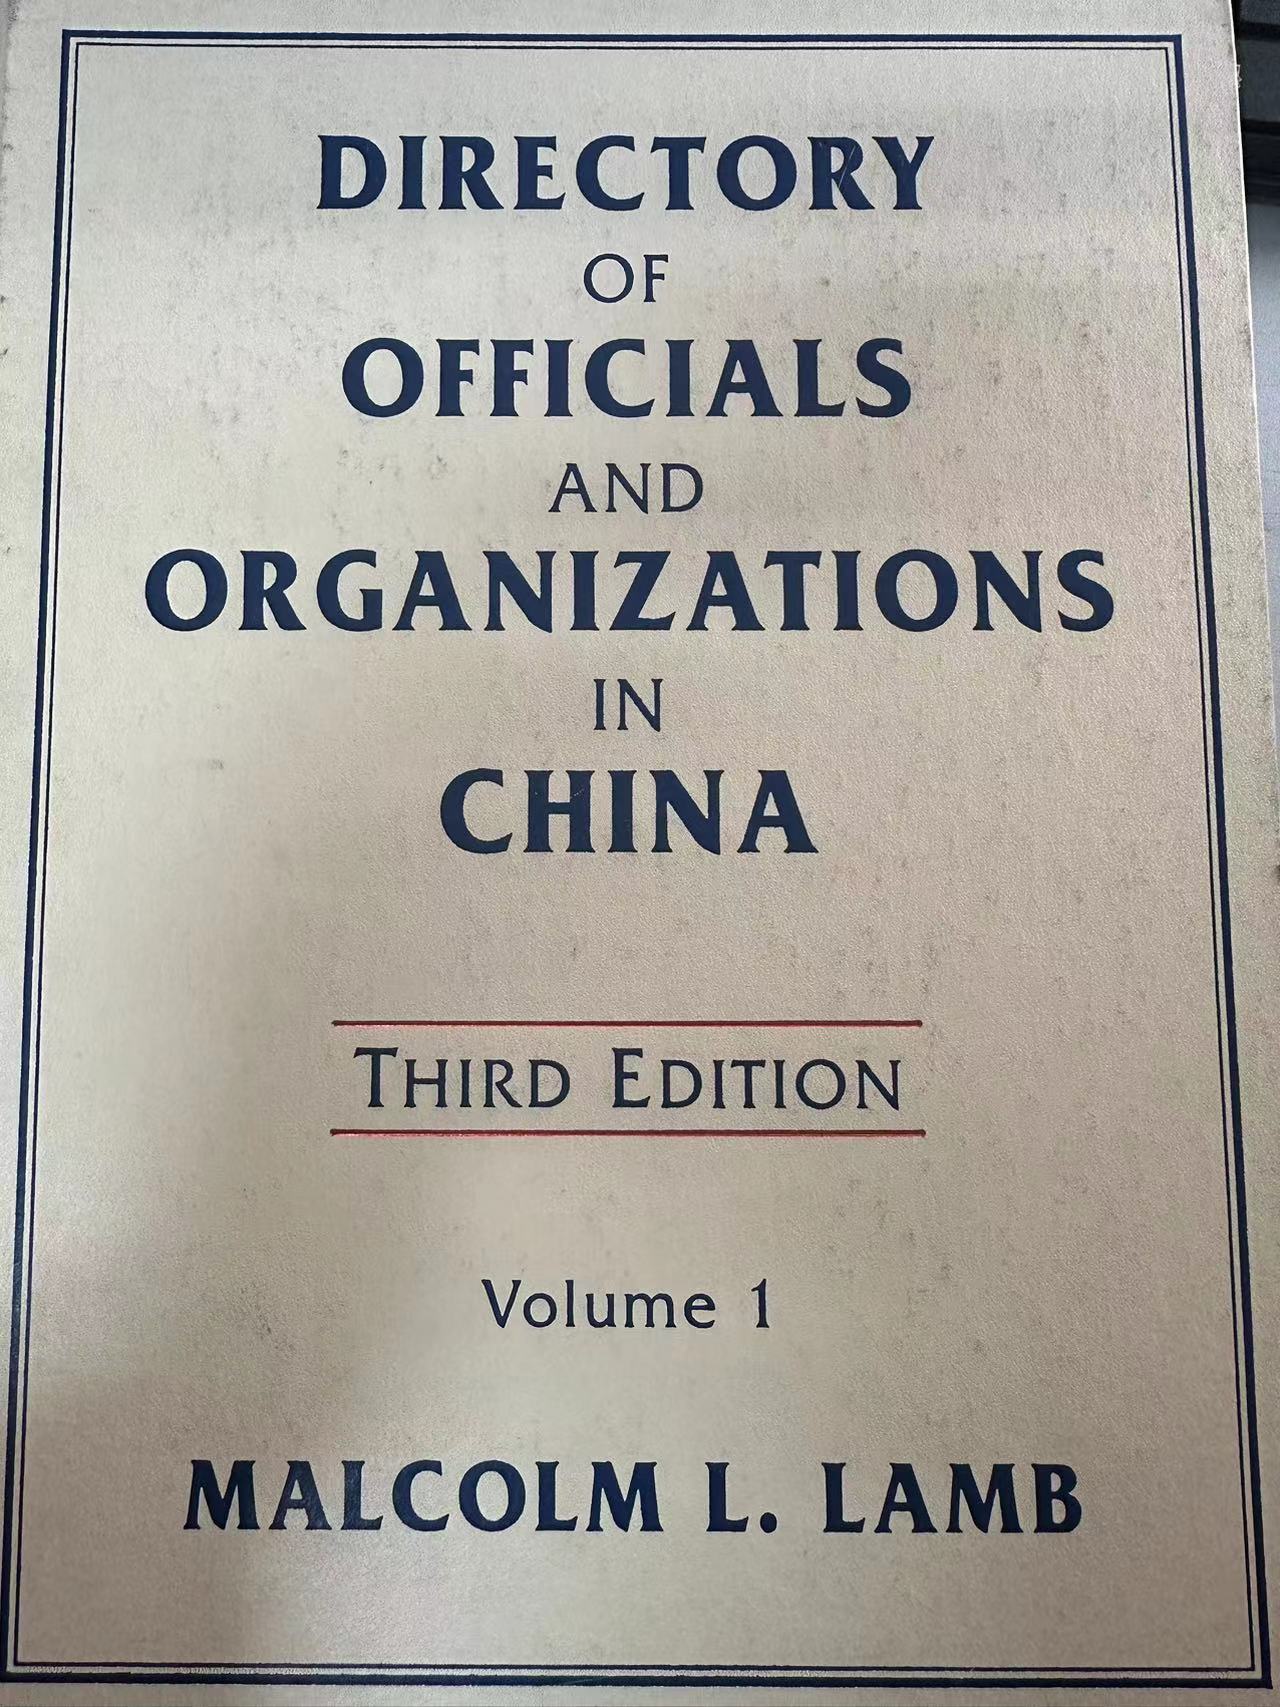 DIRECTORY
OF
OFFICIALS
AND
ORGANIZATIONS
IN
CHINA
THIRD EDITION
Volume 1
MALCOLM L. LAMB